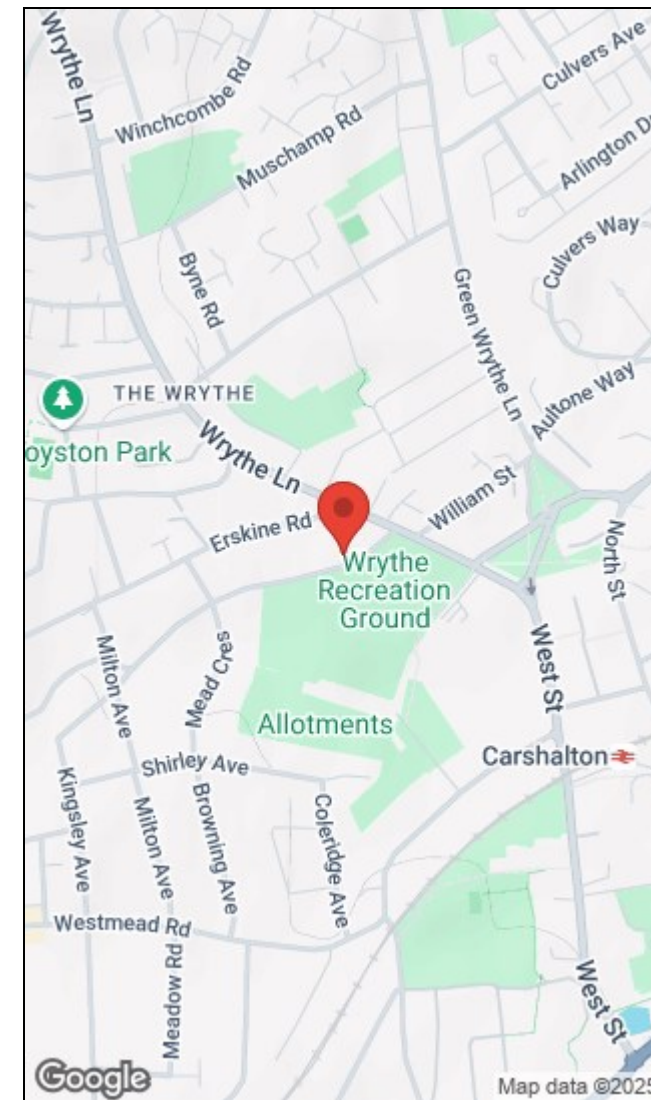 Wrythe Ln
Winchcombe Rd
Culvers Ave
Muschamp Rd
Arlington Dr
Byne Rd
Culvers Way
Green Wrythe Ln
THE WRYTHE
Aultone Way
oyston Park
Wrythe Ln
William St
Erskine Rd
North St
Wrythe
Recreation
Ground
Milton Ave
Mead Cres
West St
Allotments
Carshalton
Shirley Ave
Kingsley Ave
Milton Ave
Browning Ave
Coleridge Ave
Westmead Rd
Meadow Rd
West St
Google
Map data ©2025